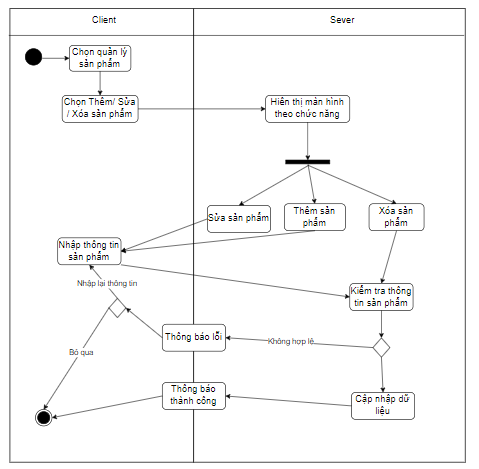 Client
Sever
Chọn quản lý
sản phẩm
Chọn Thêm/ Sửa
/ Xóa sản phẩm
Hiển thị màn hình
theo chức năng
Sửa sản phẩm
Thêm sản
phẩm
Xóa sản
phẩm
Nhập thông tin
sản phẩm
Nhập lại thông tin
Kiểm tra thông
tin sản phẩm
Thông báo lỗi
Không hợp lệ
Bỏ qua
Thông báo
thành công
Cập nhập dữ
liệu